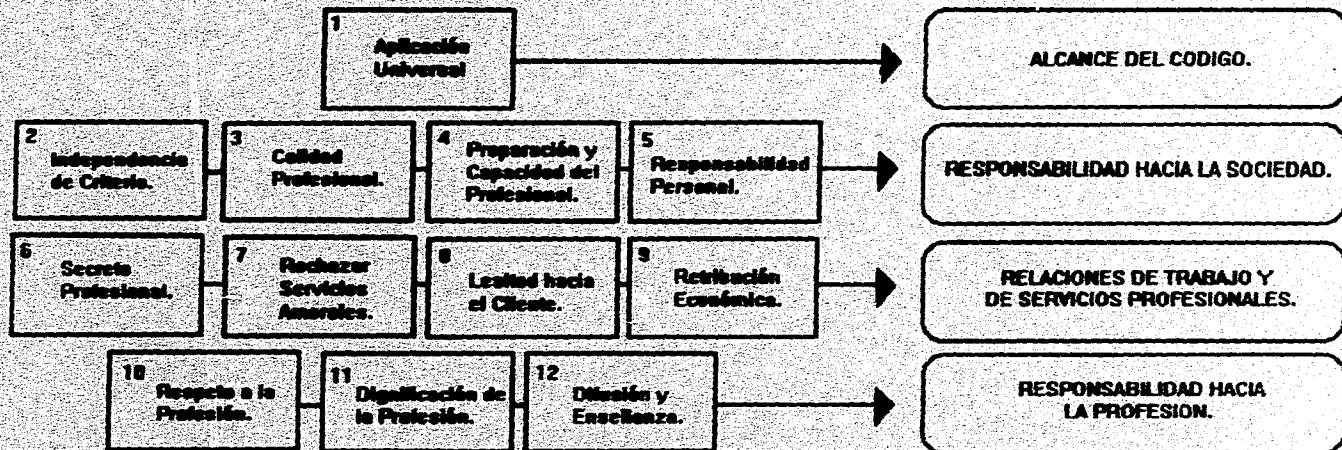 1
Aplicación
Universal
ALCANCE DEL CODIGO.
2
Independencia
de Criterio.
3
Calidad
Profesional.
4
Preparación y
Capacidad del
Profesional.
5
Responsabilidad
Personal.
RESPONSABILIDAD HACIA LA SOCIEDAD.
6
Secreto
Profesional.
7
Rechazar
Servicios
Amorales.
8
Lealtad hacia
el Cliente.
9
Retribución
Económica.
RELACIONES DE TRABAJO Y
DE SERVICIOS PROFESIONALES.
10
Respeto a la
Profesión.
11
Dignificación de
la Profesión.
12
Difusión y
Enseñanza.
RESPONSABILIDAD HACIA
LA PROFESION.